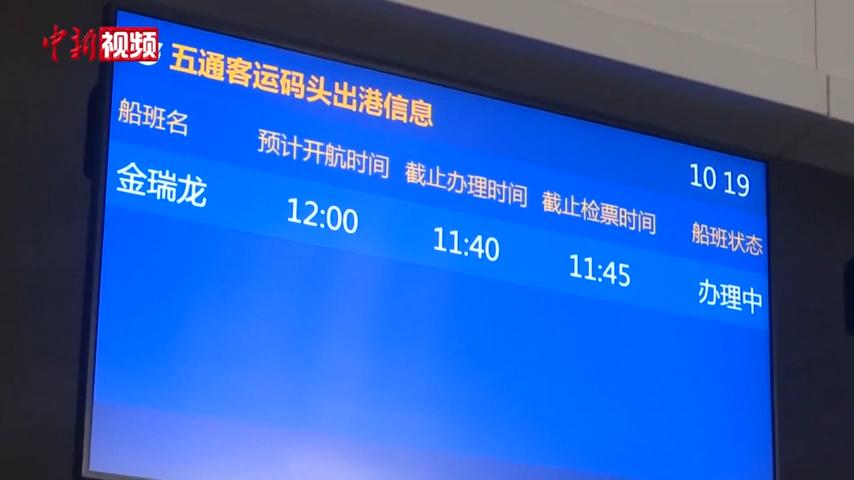 中新视频
五通客运码头出港信息
10 19
船班名 预计开航时间 截止办理时间 截止检票时间 船班状态
金瑞龙 12:00 11:40 11:45 办理中